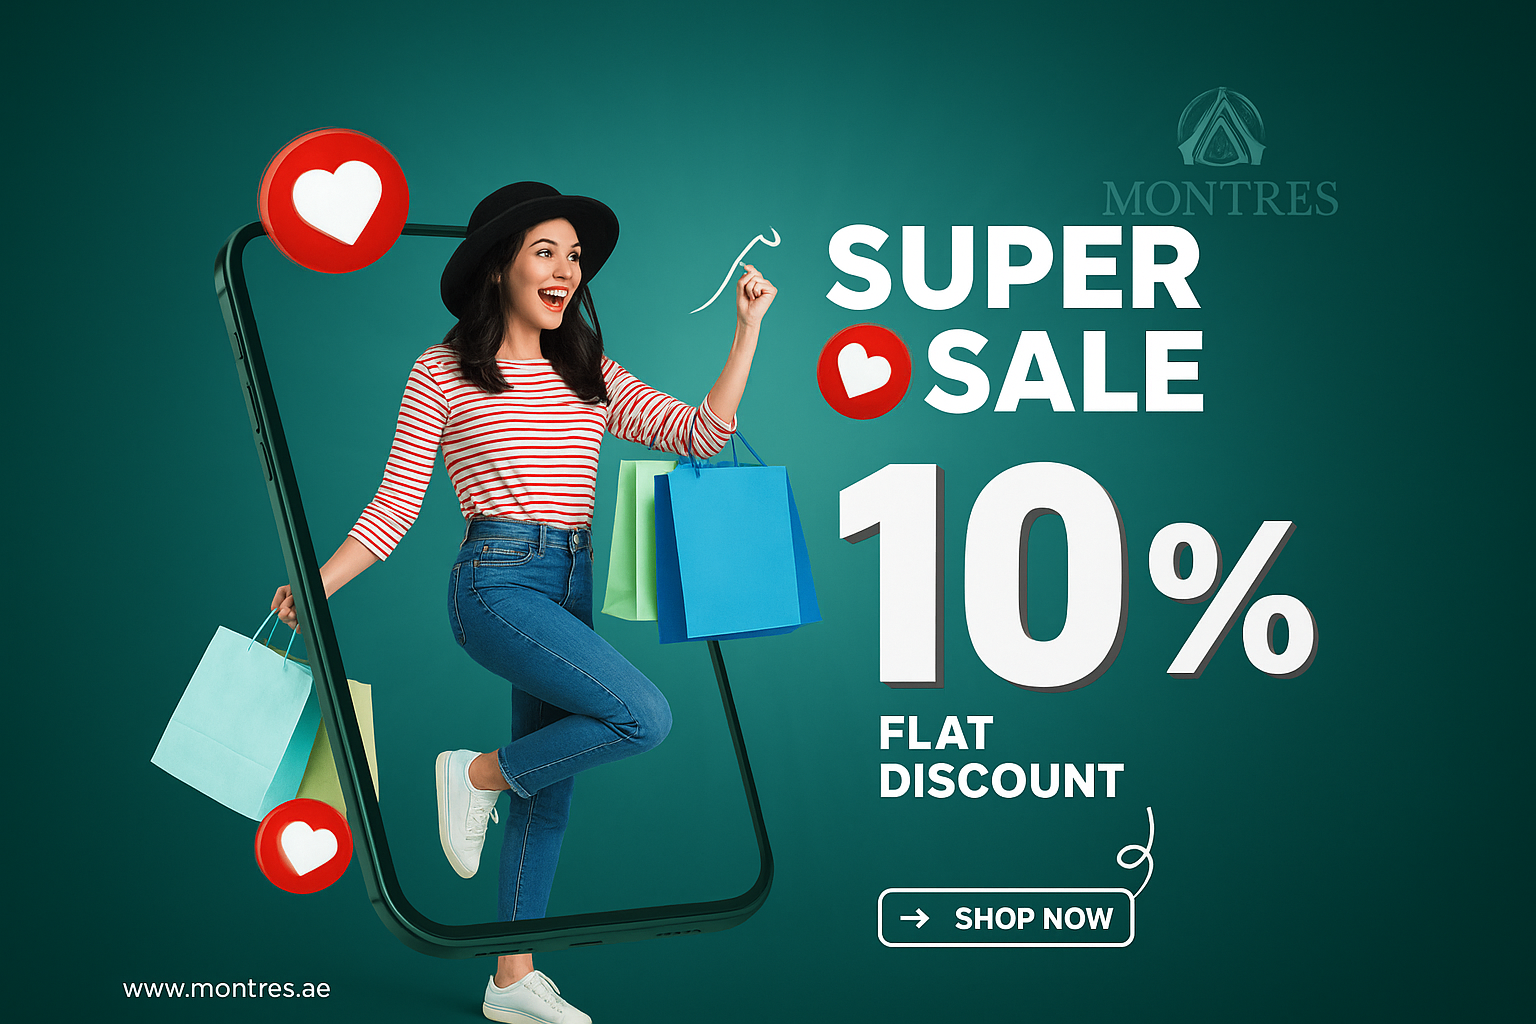 MONTRES
SUPER
SALE
10%
FLAT
DISCOUNT
→ SHOP NOW
www.montres.ae